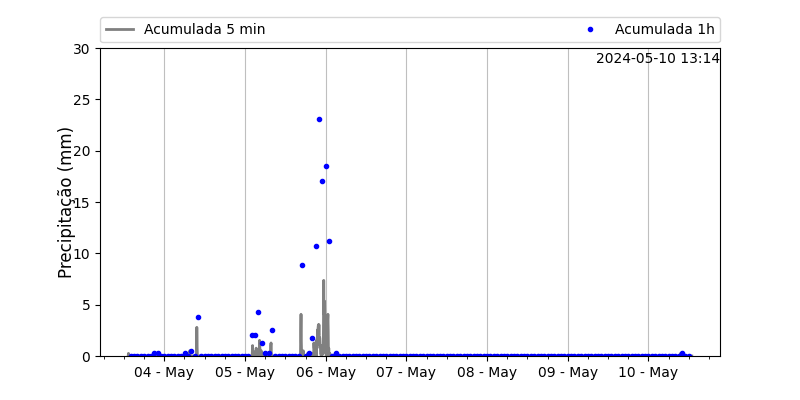 Acumulada 5 min
Acumulada 1h
2024-05-10 13:14
Precipitação (mm)
30
25
20
15
10
5
0
04 - May
05 - May
06 - May
07 - May
08 - May
09 - May
10 - May